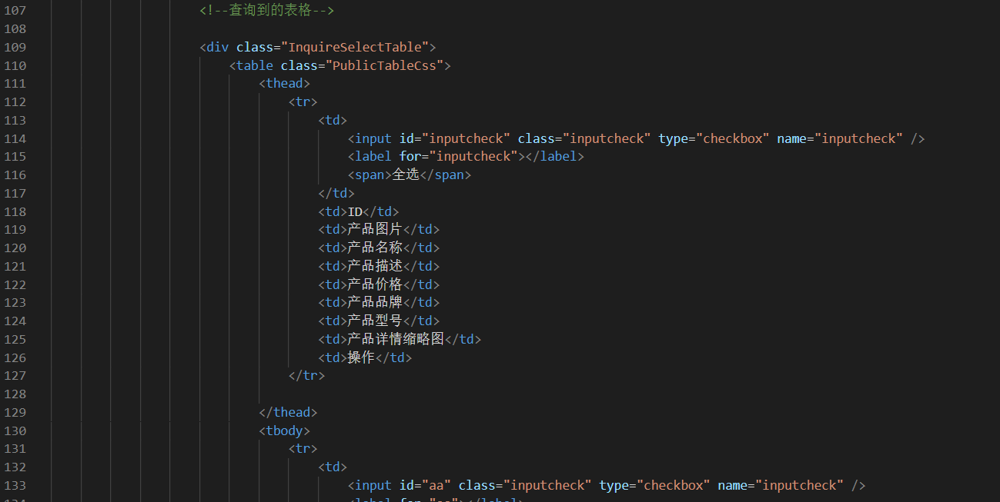 107 <!--查询到的表格-->
108
109 <div class="InquireSelectTable">
110 <table class="PublicTableCss">
111 <thead>
112 <tr>
113 <td>
114 <input id="inputcheck" class="inputcheck" type="checkbox" name="inputcheck" />
115 <label for="inputcheck"></label>
116 <span>全选</span>
117 </td>
118 <td>ID</td>
119 <td>产品图片</td>
120 <td>产品名称</td>
121 <td>产品描述</td>
122 <td>产品价格</td>
123 <td>产品品牌</td>
124 <td>产品型号</td>
125 <td>产品详情缩略图</td>
126 <td>操作</td>
127 </tr>
128
129 </thead>
130 <tbody>
131 <tr>
132 <td>
133 <input id="aa" class="inputcheck" type="checkbox" name="inputcheck" />
134 <label for="aa"></label>